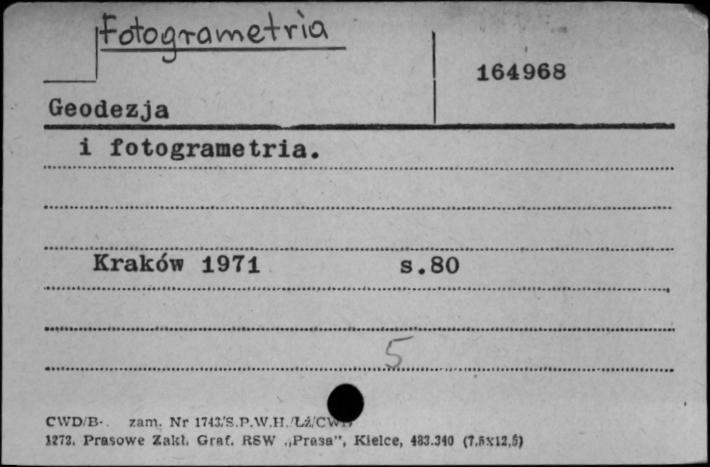 Fotogrametria
164968
Geodezja
i fotogrametria.
Kraków 1971 s.80
5
CWD/B- zam. Nr 1743/S.P.W.H./Łź/CWD
1273. Prasowe Zakł. Graf. RSW „Prasa", Kielce, 483.340 (7,5x12,5)